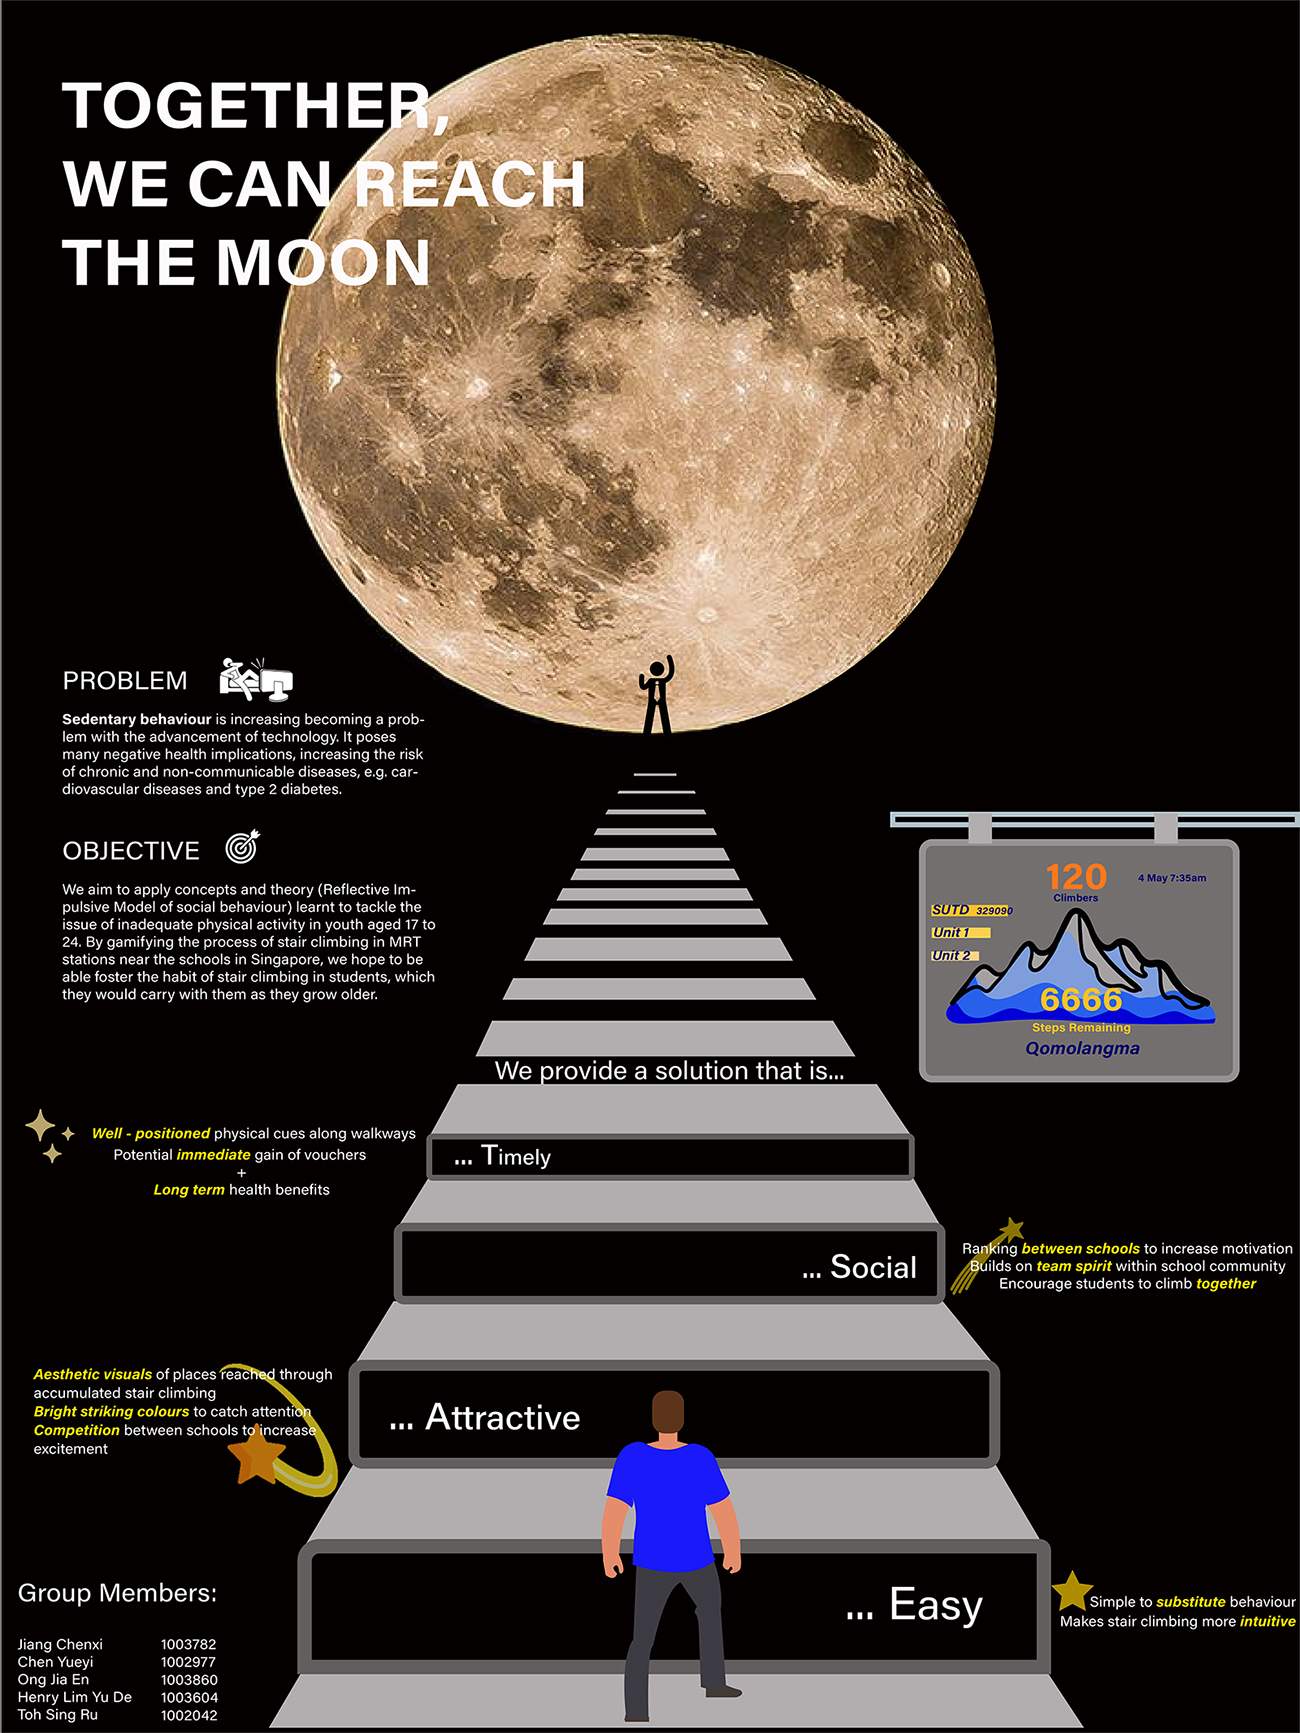 TOGETHER,
WE CAN REACH
THE MOON
PROBLEM
Sedentary behaviour is increasing becoming a prob-
lem with the advancement of technology. It poses
many negative health implications, increasing the risk
of chronic and non-communicable diseases, e.g. car-
diovascular diseases and type 2 diabetes.
OBJECTIVE
We aim to apply concepts and theory (Reflective Im-
pulsive Model of social behaviour) learnt to tackle the
issue of inadequate physical activity in youth aged 17 to
24. By gamifying the process of stair climbing in MRT
stations near the schools in Singapore, we hope to be
able foster the habit of stair climbing in students, which
they would carry with them as they grow older.
120
Climbers
4 May 7:35am
SUTD 329090
Unit 1
Unit 2
6666
Steps Remaining
Qomolangma
We provide a solution that is...
... Timely
Well - positioned physical cues along walkways
Potential immediate gain of vouchers
+
Long term health benefits
... Social
Ranking between schools to increase motivation
Builds on team spirit within school community
Encourage students to climb together
... Attractive
Aesthetic visuals of places reached through
accumulated stair climbing
Bright striking colours to catch attention
Competition between schools to increase
excitement
... Easy
Simple to substitute behaviour
Makes stair climbing more intuitive
Group Members:
Jiang Chenxi 1003782
Chen Yueyi 1002977
Ong Jia En 1003860
Henry Lim Yu De 1003604
Toh Sing Ru 1002042